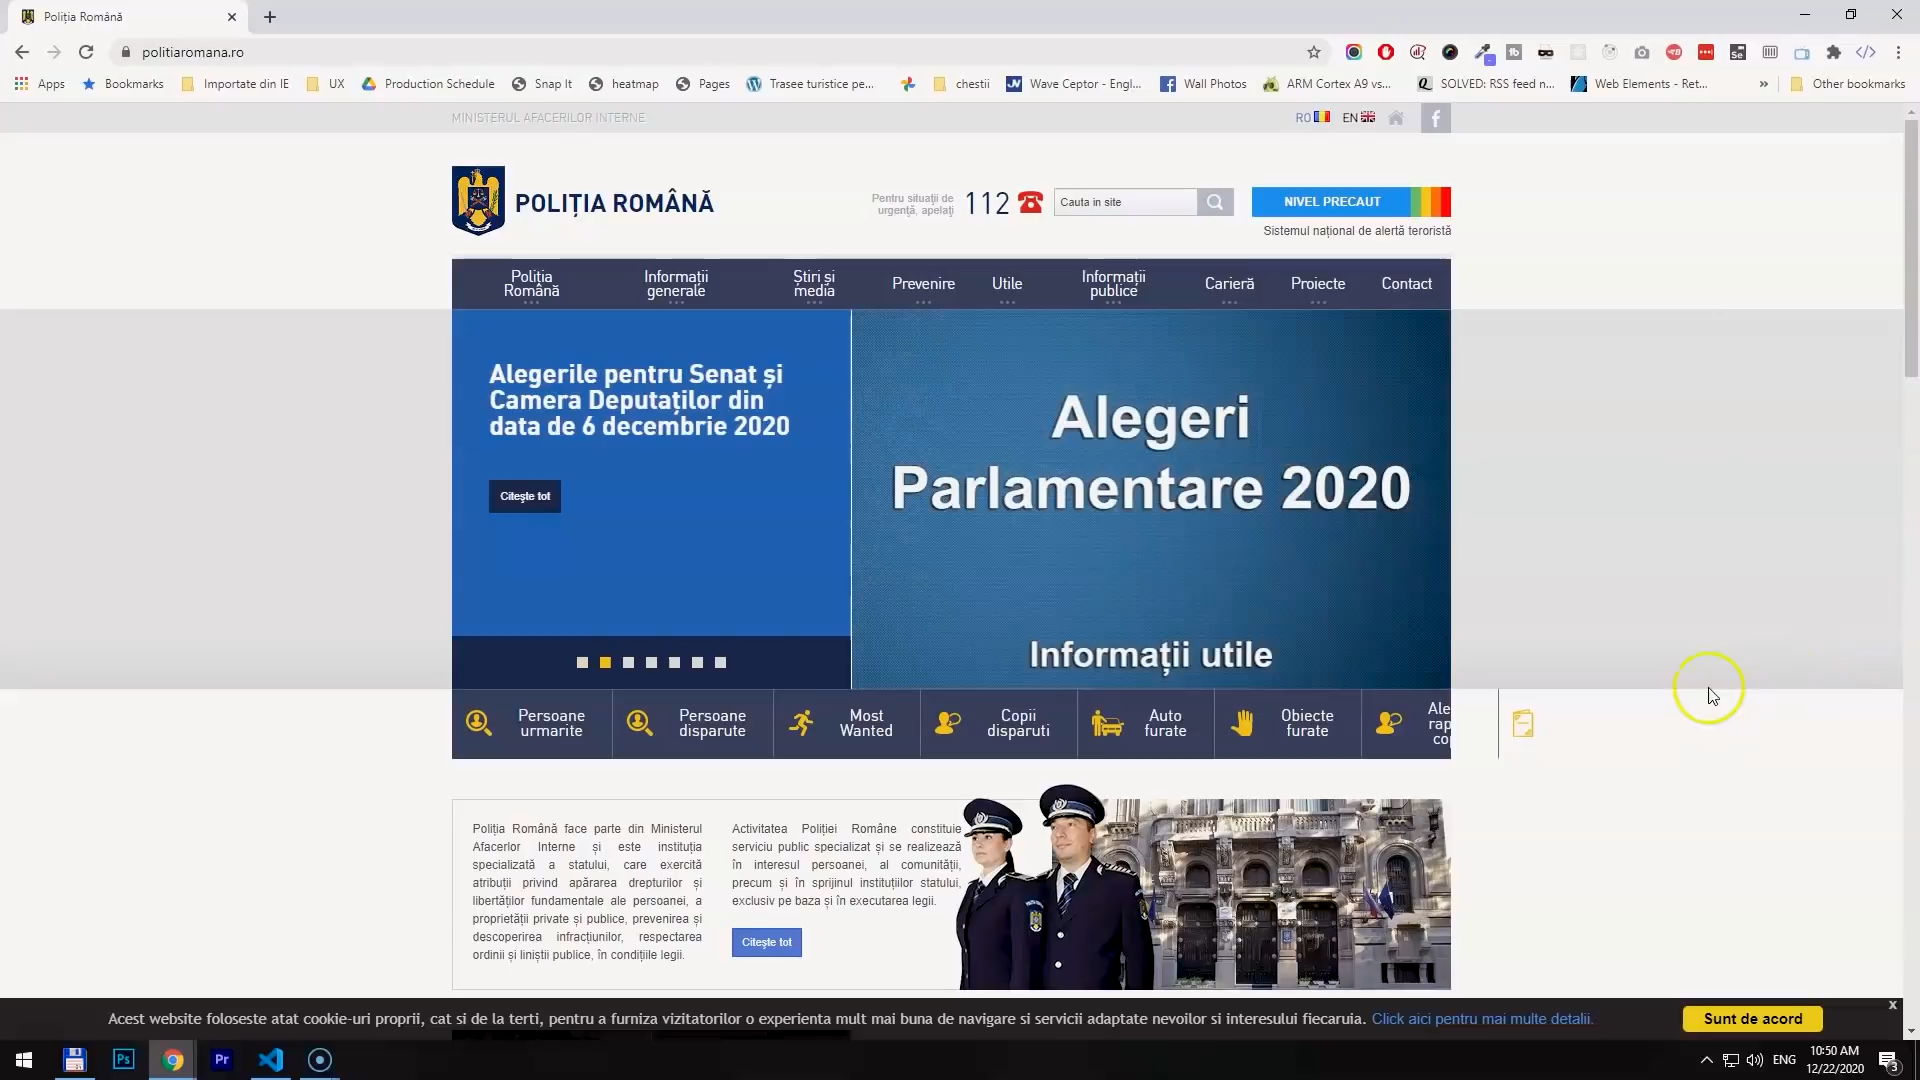 Poliția Română
politiaromana.ro
Apps
Bookmarks
Importate din IE
UX
Production Schedule
Snap It
heatmap
Pages
Trasee turistice pe...
chestii
Wave Ceptor - Engl...
Wall Photos
ARM Cortex A9 vs...
SOLVED: RSS feed n...
Web Elements - Ret...
»
Other bookmarks
MINISTERUL AFACERILOR INTERNE
RO
EN
POLIȚIA ROMÂNĂ
Pentru situații de
urgență, apelați
112
Cauta in site
NIVEL PRECAUT
Sistemul național de alertă teroristă
Poliția
Română
Informații
generale
Știri și
media
Prevenire
Utile
Informații
publice
Carieră
Proiecte
Contact
Alegerile pentru Senat și
Camera Deputaților din
data de 6 decembrie 2020
Citește tot
Alegeri
Parlamentare 2020
Informații utile
Persoane
urmarite
Persoane
disparute
Most
Wanted
Copii
disparuti
Auto
furate
Obiecte
furate
Ale
rap
co
Poliția Română face parte din Ministerul
Afacerlor Interne și este instituția
specializată a statului, care exercită
atribuții privind apărarea drepturilor și
libertăților fundamentale ale persoanei, a
proprietății private și publice, prevenirea și
descoperirea infracțiunilor, respectarea
ordinii și liniștii publice, în condițiile legii.
Activitatea Poliției Române constituie
serviciu public specializat și se realizează
în interesul persoanei, al comunității,
precum și în sprijinul instituțiilor statului,
exclusiv pe baza și în executarea legii.
Citește tot
x
Acest website foloseste atat cookie-uri proprii, cat si de la terti, pentru a furniza vizitatorilor o experienta mult mai buna de navigare si servicii adaptate nevoilor si interesului fiecaruia. Click aici pentru mai multe detalii.
Sunt de acord
Ps
Pr
ENG
10:50 AM
12/22/2020
3